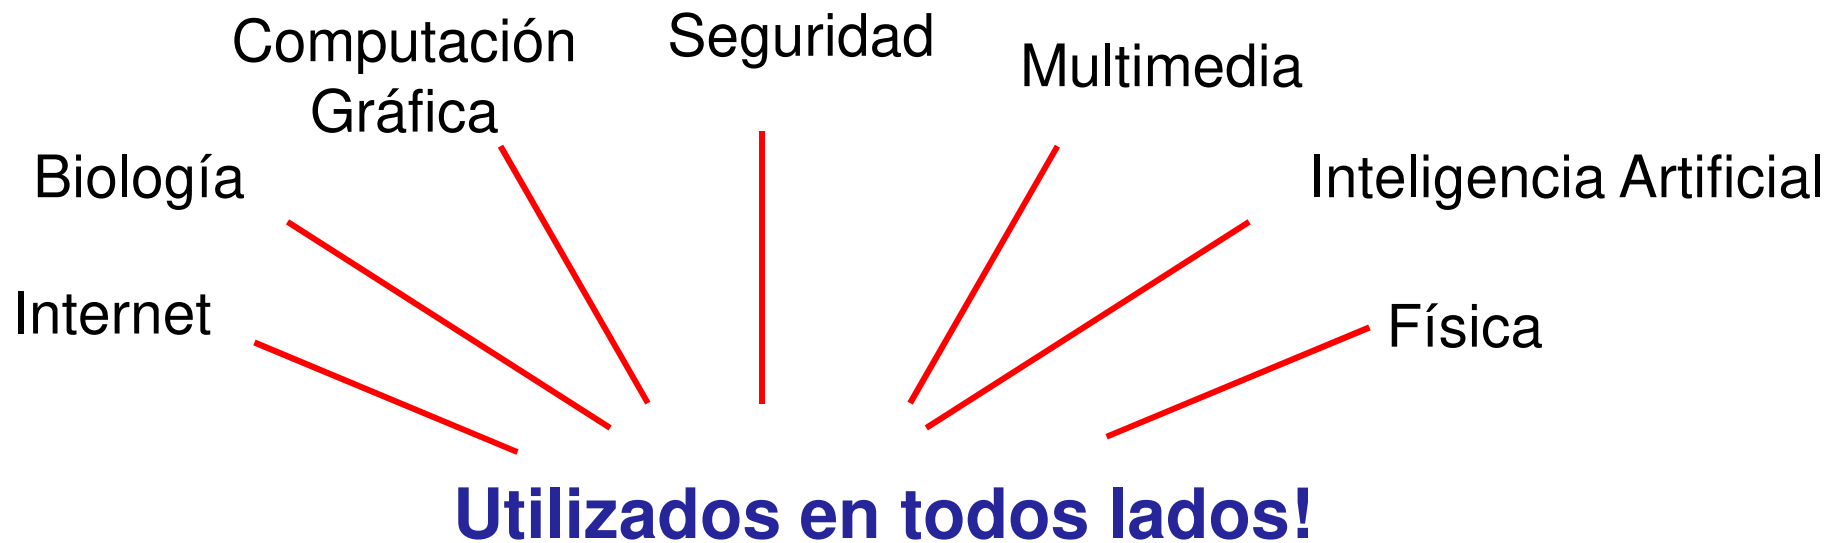 Computación
Gráfica
Seguridad
Multimedia
Biología
Inteligencia Artificial
Internet
Física
Utilizados en todos lados!